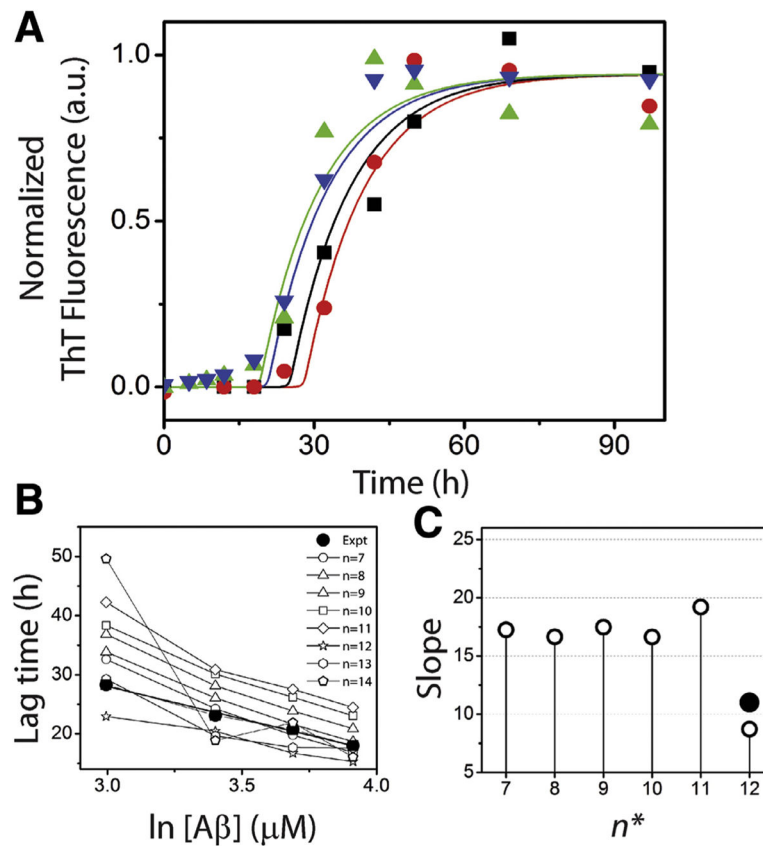 A
Normalized
ThT Fluorescence (a.u.)
1.0
0.5
0.0
0
30
60
90
Time (h)
B
Lag time (h)
50
40
30
20
Expt
n=7
n=8
n=9
n=10
n=11
n=12
n=13
n=14
3.0
3.5
4.0
ln [Aβ] (μM)
C
Slope
25
20
15
10
5
7
8
9
10
11
12
n*